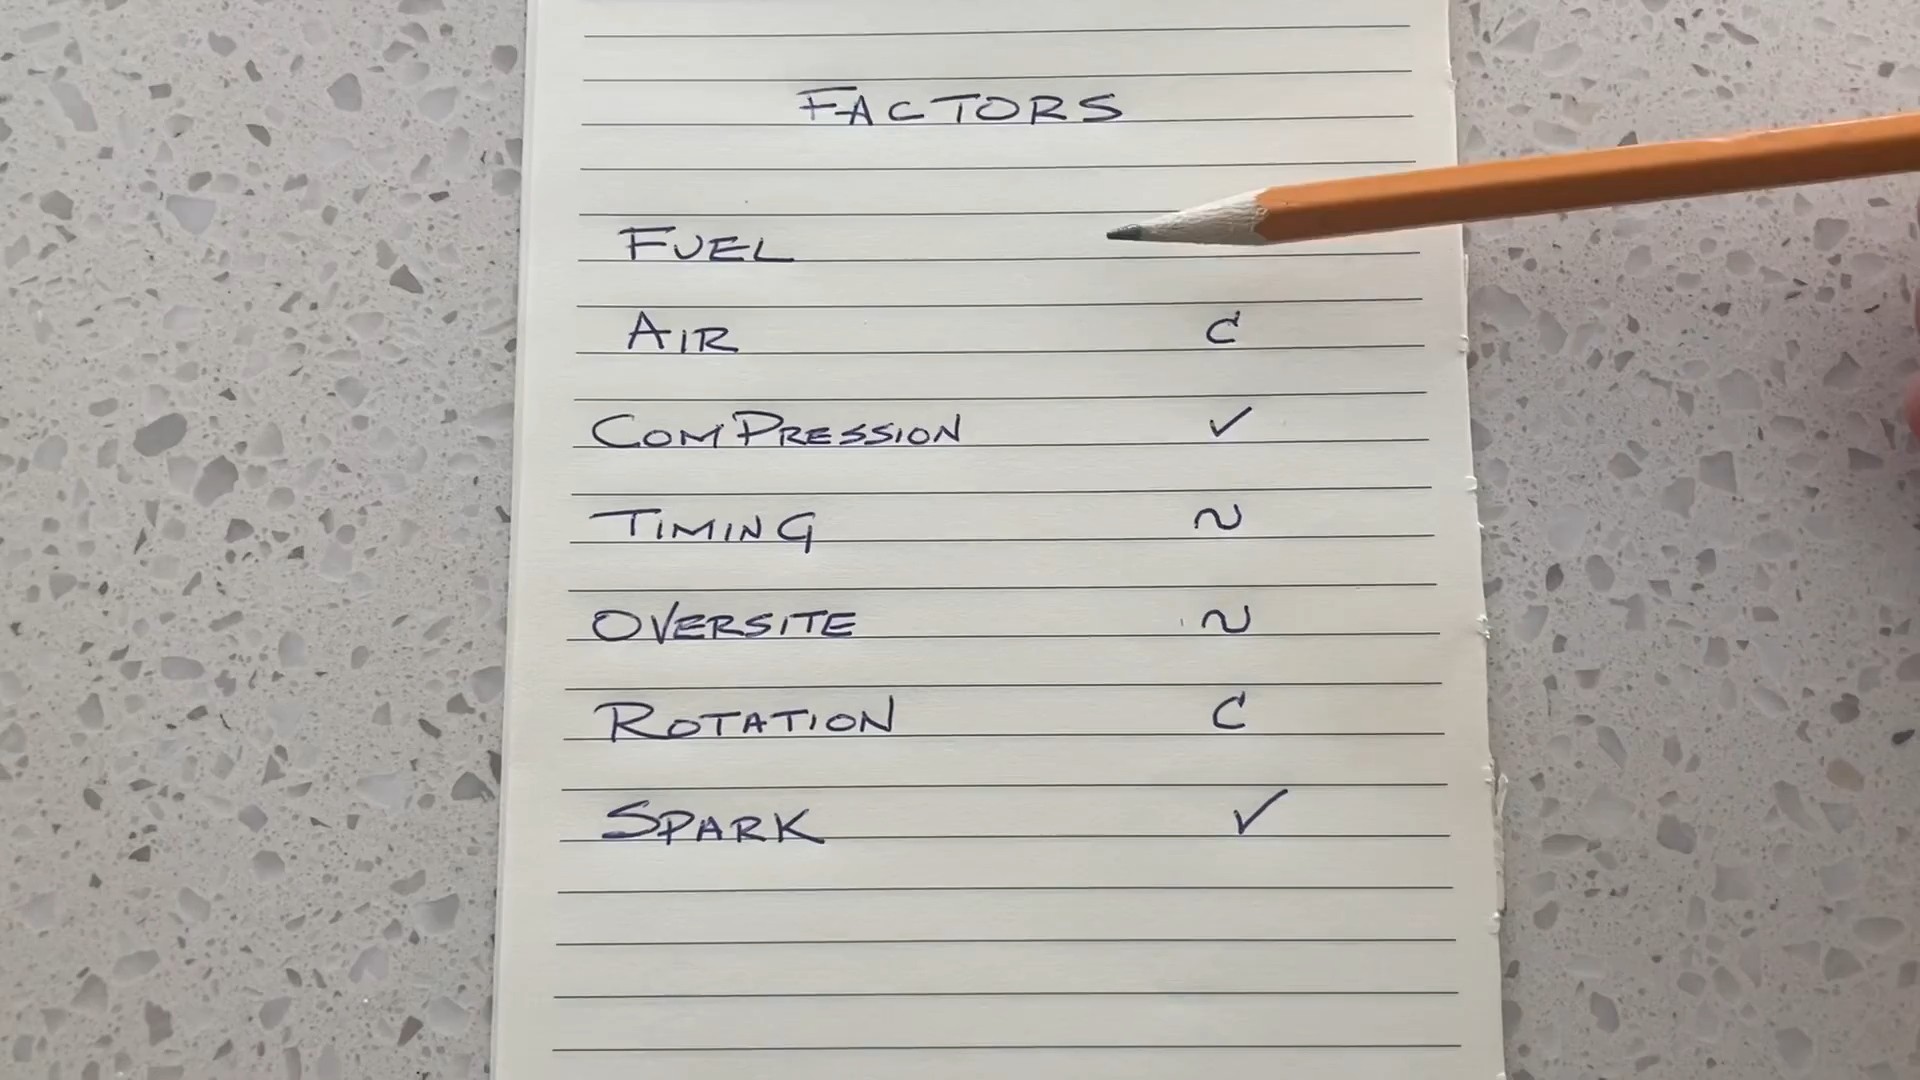 FACTORS
FUEL
AIR C
COMPRESSION ✓
TIMING ~
OVERSITE ~
ROTATION C
SPARK ✓